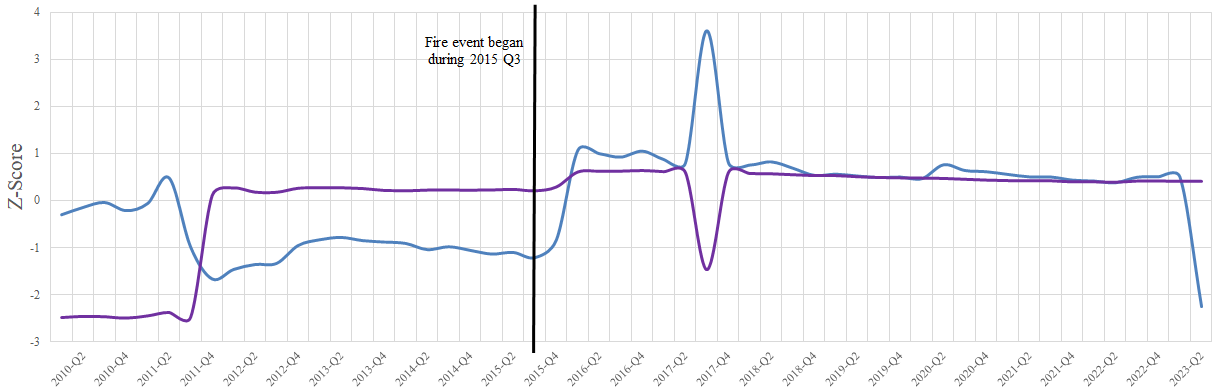 4
Fire event began
during 2015 Q3
3
2
1
0
-1
-2
-3
Z-Score
2010-Q2
2010-Q4
2011-Q2
2011-Q4
2012-Q2
2012-Q4
2013-Q2
2013-Q4
2014-Q2
2014-Q4
2015-Q2
2015-Q4
2016-Q2
2016-Q4
2017-Q2
2017-Q4
2018-Q2
2018-Q4
2019-Q2
2019-Q4
2020-Q2
2020-Q4
2021-Q2
2021-Q4
2022-Q2
2022-Q4
2023-Q2